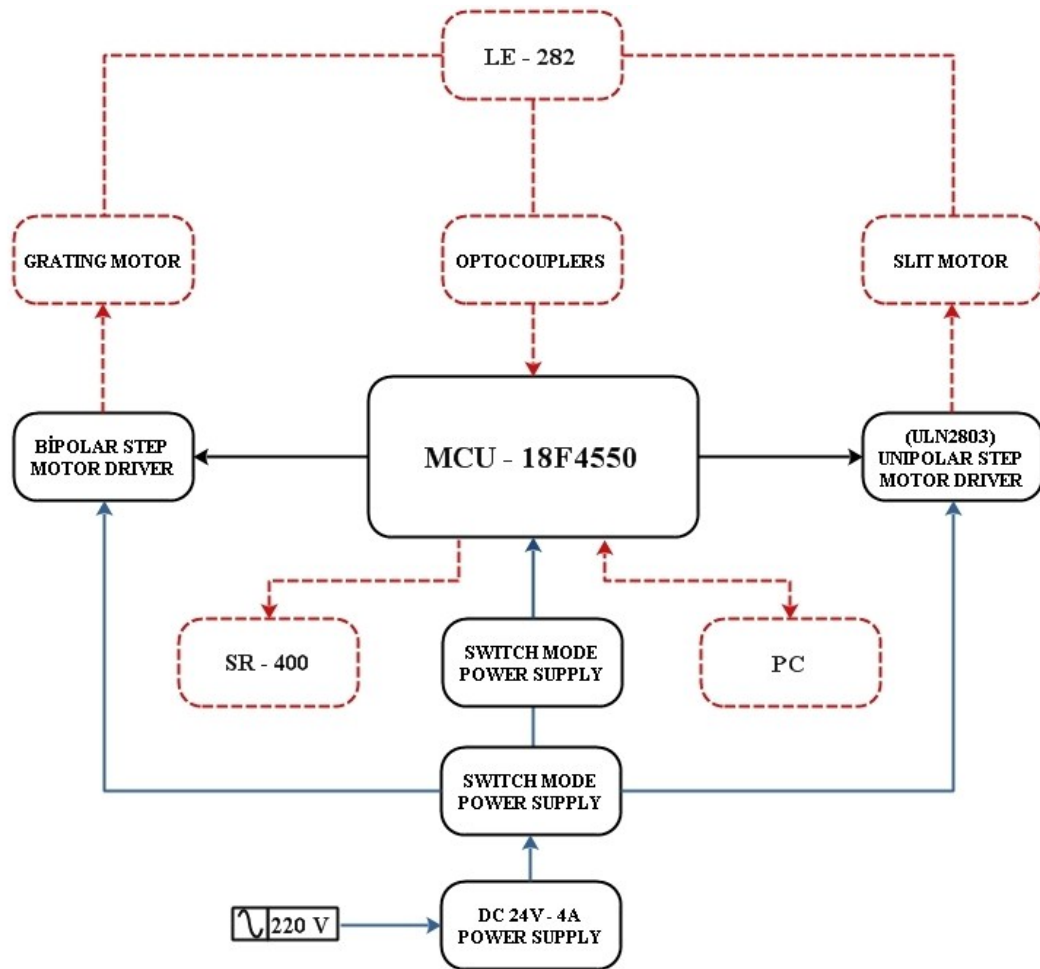 LE - 282
GRATING MOTOR
OPTOCOUPLERS
SLIT MOTOR
BİPOLAR STEP
MOTOR DRIVER
MCU - 18F4550
(ULN2803)
UNIPOLAR STEP
MOTOR DRIVER
SR - 400
SWITCH MODE
POWER SUPPLY
PC
SWITCH MODE
POWER SUPPLY
220 V
DC 24V - 4A
POWER SUPPLY